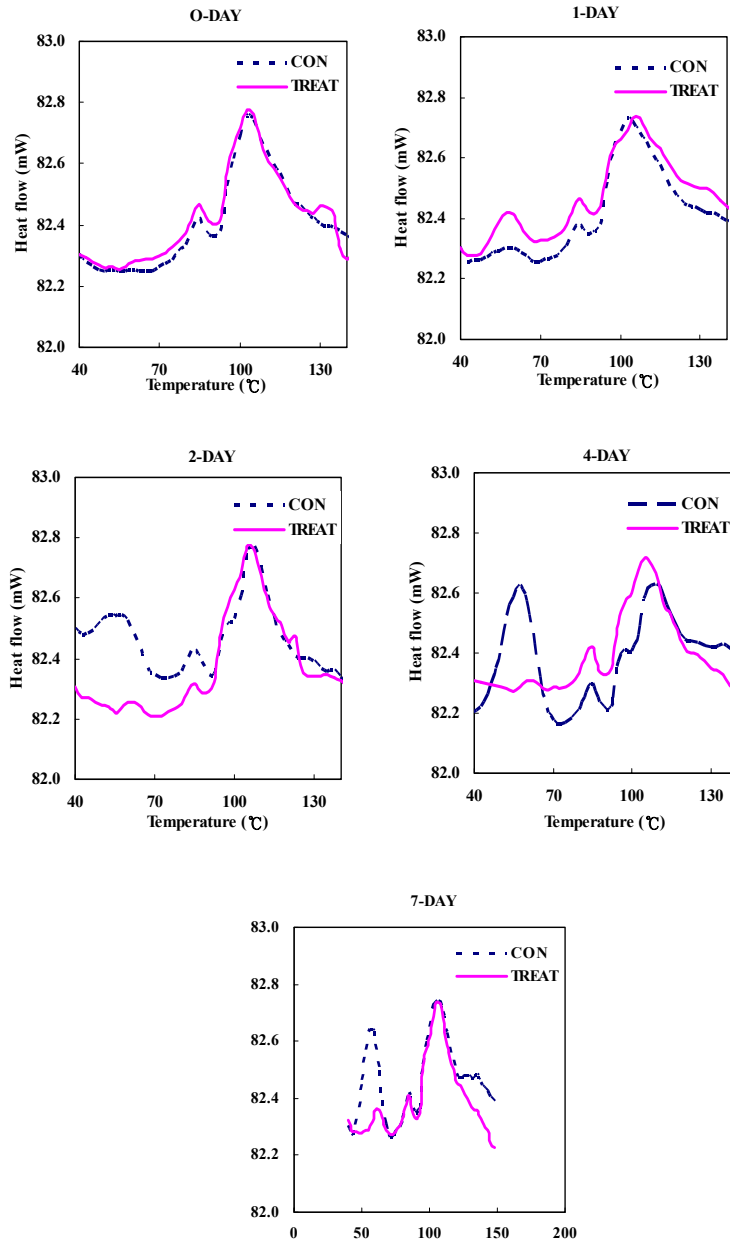 O-DAY
83.0
82.8
82.6
82.4
82.2
82.0
Heat flow (mW)
CON
TREAT
40
70
100
130
Temperature (℃)
1-DAY
83.0
82.8
82.6
82.4
82.2
82.0
Heat flow (mW)
CON
TREAT
40
70
100
130
Temperature (℃)
2-DAY
83.0
82.8
82.6
82.4
82.2
82.0
Heat flow (mW)
CON
TREAT
40
70
100
130
Temperature (℃)
4-DAY
83.0
82.8
82.6
82.4
82.2
82.0
Heat flow (mW)
CON
TREAT
40
70
100
130
Temperature (℃)
7-DAY
83.0
82.8
82.6
82.4
82.2
82.0
CON
TREAT
0
50
100
150
200